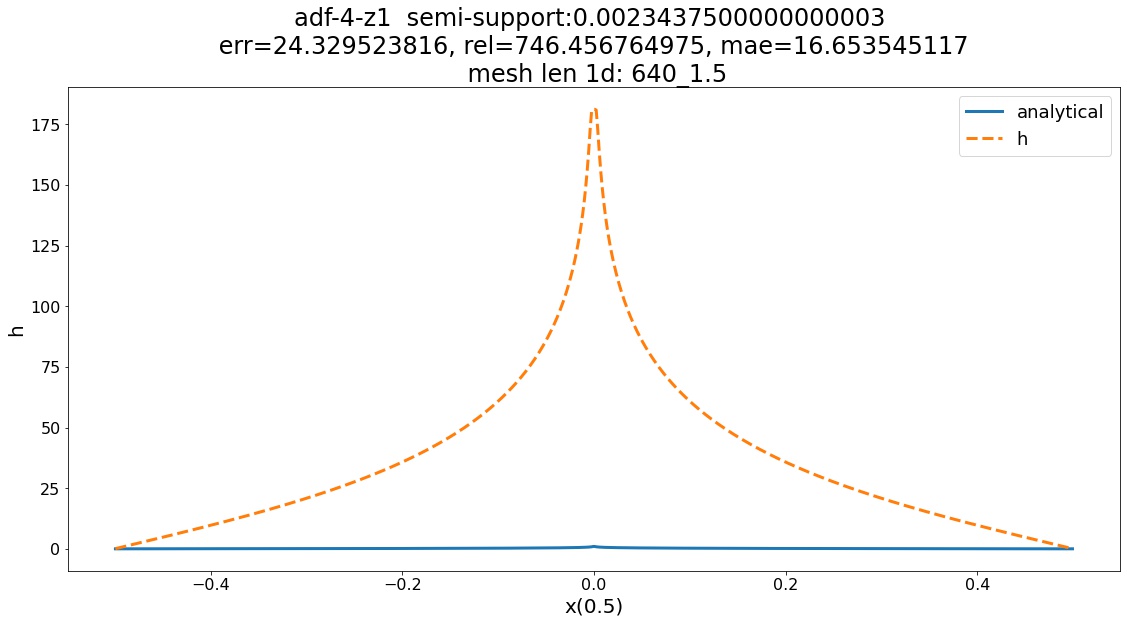 adf-4-z1  semi-support:0.0023437500000000003
err=24.329523816, rel=746.456764975, mae=16.653545117
mesh len 1d: 640_1.5
analytical
h
175
150
125
100
75
50
25
0
h
−0.4
−0.2
0.0
0.2
0.4
x(0.5)